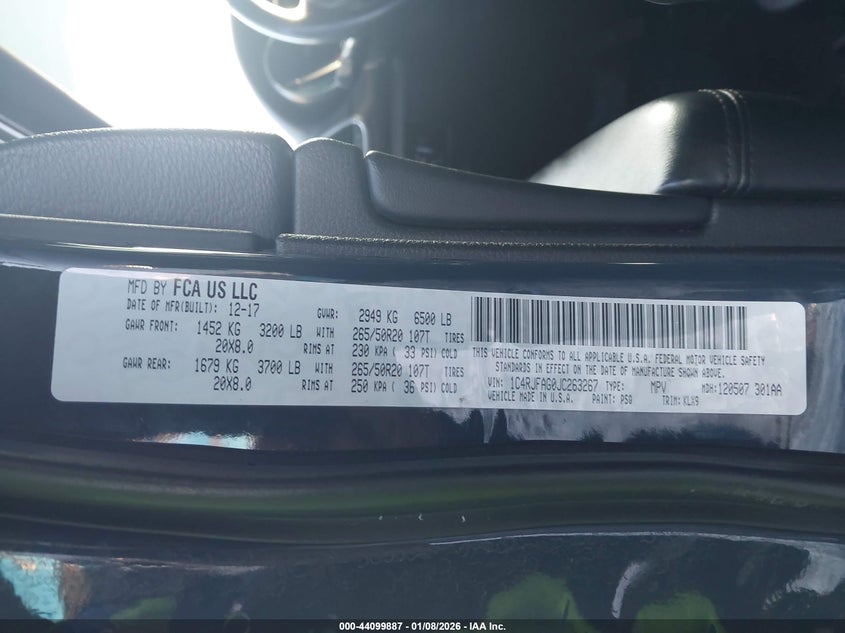 MFD BY FCA US LLC
DATE OF MFR(BUILT): 12-17 GVWR: 2949 KG 6500 LB
GAWR FRONT: 1452 KG 3200 LB WITH 265/50R20 107T TIRES
20X8.0 RIMS AT 230 KPA ( 33 PSI) COLD
GAWR REAR: 1679 KG 3700 LB WITH 265/50R20 107T TIRES
20X8.0 RIMS AT 250 KPA ( 36 PSI) COLD
THIS VEHICLE CONFORMS TO ALL APPLICABLE U.S.A. FEDERAL MOTOR VEHICLE SAFETY
STANDARDS IN EFFECT ON THE DATE OF MANUFACTURE SHOWN ABOVE.
VIN: 1C4RJFAG0JC263267 TYPE: MPV MDH: 120507 301AA
VEHICLE MADE IN U.S.A. PAINT: PS9 TRIM: KLX9
000-44099887 - 01/08/2026 - IAA Inc.